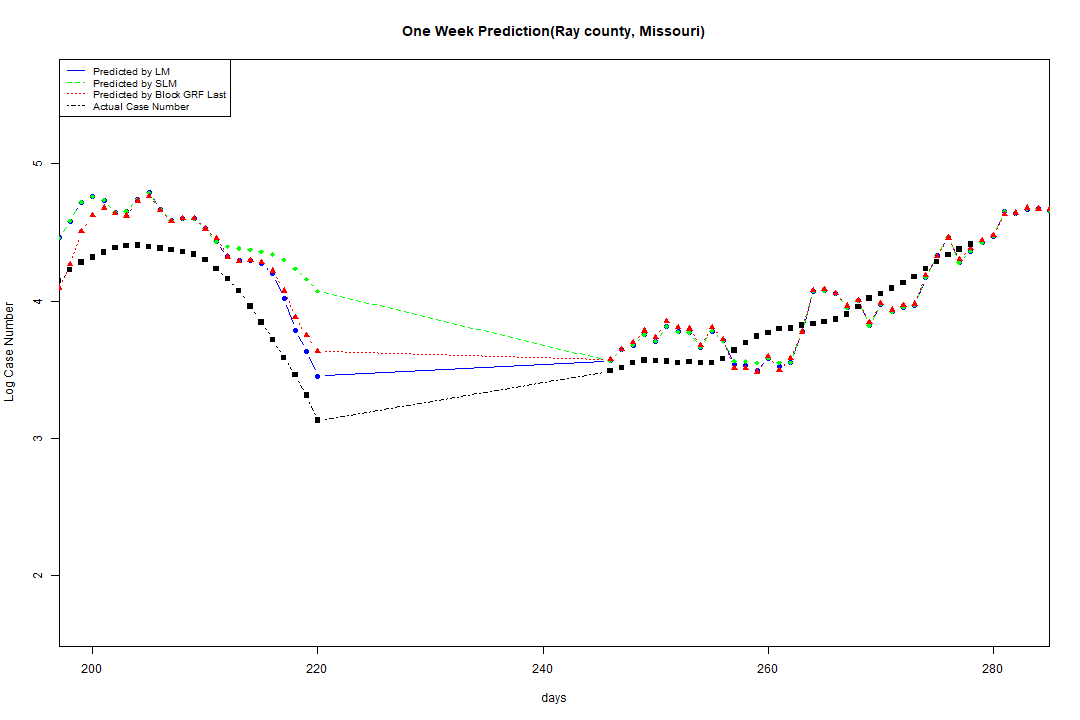 One Week Prediction(Ray county, Missouri)
Predicted by LM
Predicted by SLM
Predicted by Block GRF Last
Actual Case Number
5
4
3
2
Log Case Number
200 220 240 260 280
days